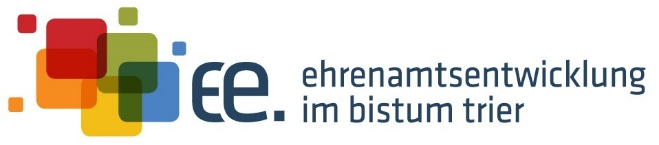 ee.
ehrenamtsentwicklung
im bistum trier